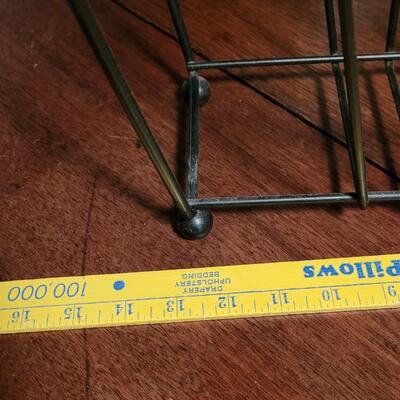 Pillows
DRAPERY
UPHOLSTERY
BEDDING
100,000
9 10 11 12 13 14 15 16